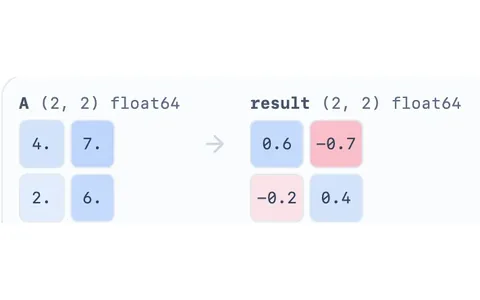 A (2, 2) float64 result (2, 2) float64
4. 7. → 0.6 −0.7
2. 6. −0.2 0.4